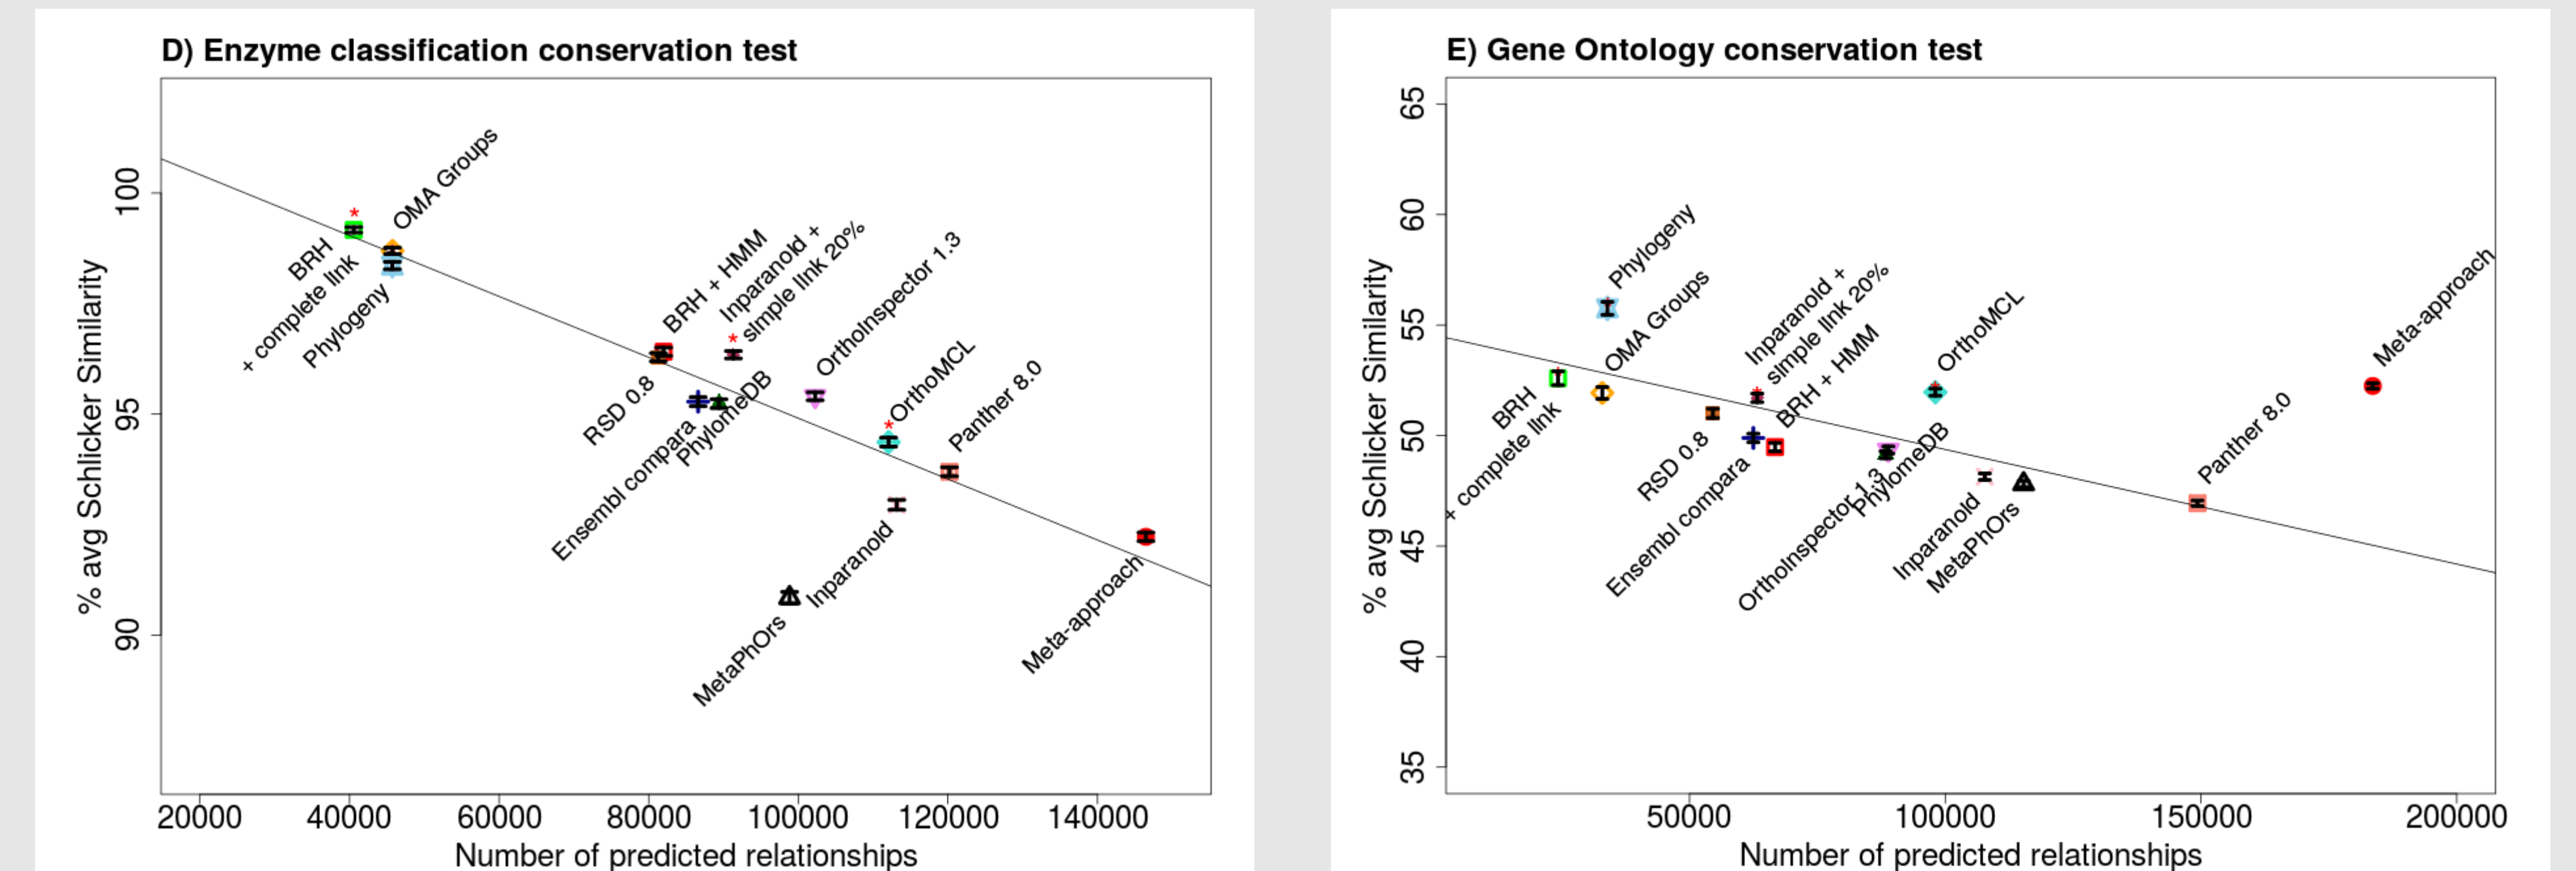 D) Enzyme classification conservation test
% avg Schlicker Similarity
100
95
90
*
BRH
+ complete link
OMA Groups
Phylogeny
BRH + HMM
RSD 0.8
Inparanoid +
simple link 20%
*
Ensembl compara
PhylomeDB
OrthoInspector 1.3
*
OrthoMCL
Panther 8.0
Inparanoid
MetaPhOrs
Meta-approach
20000 40000 60000 80000 100000 120000 140000
Number of predicted relationships
E) Gene Ontology conservation test
% avg Schlicker Similarity
65
60
55
50
45
40
35
Phylogeny
OMA Groups
BRH
+ complete link
Inparanoid +
simple link 20%
*
BRH + HMM
RSD 0.8
Ensembl compara
OrthoMCL
*
OrthoInspector 1.3
PhylomeDB
Inparanoid
MetaPhOrs
Panther 8.0
Meta-approach
50000 100000 150000 200000
Number of predicted relationships